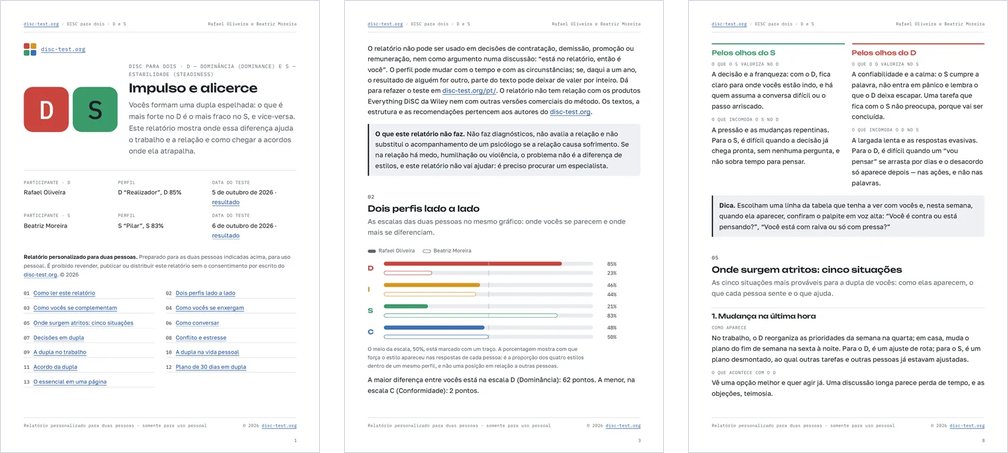 disc-test.org · DISC para dois · D e S
Rafael Oliveira e Beatriz Moreira
disc-test.org
DISC PARA DOIS · D — DOMINÂNCIA (DOMINANCE) E S —
ESTABILIDADE (STEADINESS)
Impulso e alicerce
D
S
Vocês formam uma dupla espelhada: o que é
mais forte no D é o mais fraco no S, e vice-versa.
Este relatório mostra onde essa diferença ajuda
o trabalho e a relação e como chegar a acordos
onde ela atrapalha.
PARTICIPANTE · D
PERFIL
DATA DO TESTE
Rafael Oliveira
D “Realizador”, D 85%
5 de outubro de 2026 ·
resultado
PARTICIPANTE · S
PERFIL
DATA DO TESTE
Beatriz Moreira
S “Pilar”, S 83%
6 de outubro de 2026 ·
resultado
Relatório personalizado para duas pessoas. Preparado para as duas pessoas indicadas acima, para uso
pessoal. É proibido revender, publicar ou distribuir este relatório sem o consentimento por escrito do
disc-test.org. © 2026
01 Como ler este relatório
02 Dois perfis lado a lado
03 Como vocês se complementam
04 Como vocês se enxergam
05 Onde surgem atritos: cinco situações
06 Como conversar
07 Decisões em dupla
08 Conflito e estresse
09 A dupla no trabalho
10 A dupla na vida pessoal
11 Acordo da dupla
12 Plano de 30 dias em dupla
13 O essencial em uma página
Relatório personalizado para duas pessoas · somente para uso pessoal
© 2026 disc-test.org
1
disc-test.org · DISC para dois · D e S
Rafael Oliveira e Beatriz Moreira
O relatório não pode ser usado em decisões de contratação, demissão, promoção ou
remuneração, nem como argumento numa discussão: “está no relatório, então é
você”. O perfil pode mudar com o tempo e com as circunstâncias; se, daqui a um ano,
o resultado de alguém for outro, parte do texto pode deixar de valer por inteiro. Dá
para refazer o teste em disc-test.org/pt/. O relatório não tem relação com os produtos
Everything DiSC da Wiley nem com outras versões comerciais do método. Os textos, a
estrutura e as recomendações pertencem aos autores do disc-test.org.
O que este relatório não faz. Não faz diagnósticos, não avalia a relação e não
substitui o acompanhamento de um psicólogo se a relação causa sofrimento. Se
na relação há medo, humilhação ou violência, o problema não é a diferença de
estilos, e este relatório não vai ajudar: é preciso procurar um especialista.
02
Dois perfis lado a lado
As escalas das duas pessoas no mesmo gráfico: onde vocês se parecem e onde
mais se diferenciam.
Rafael Oliveira
Beatriz Moreira
D
85%
23%
I
46%
44%
S
21%
83%
C
48%
50%
O meio da escala, 50%, está marcado com um traço. A porcentagem mostra com que
força o estilo apareceu nas respostas de cada pessoa: é a proporção dos quatro estilos
dentro de um mesmo perfil, e não uma posição em relação a outras pessoas.
A maior diferença entre vocês está na escala D (Dominância): 62 pontos. A menor, na
escala C (Conformidade): 2 pontos.
Relatório personalizado para duas pessoas · somente para uso pessoal
© 2026 disc-test.org
3
disc-test.org · DISC para dois · D e S
Rafael Oliveira e Beatriz Moreira
Pelos olhos do S
O QUE O S VALORIZA NO D
A decisão e a franqueza: com o D, fica
claro para onde vocês estão indo, e há
quem assuma a conversa difícil ou o
passo arriscado.
O QUE INCOMODA O S NO D
A pressão e as mudanças repentinas.
Para o S, é difícil quando a decisão já
chega pronta, sem nenhuma pergunta, e
não sobra tempo para pensar.
Pelos olhos do D
O QUE O D VALORIZA NO S
A confiabilidade e a calma: o S cumpre a
palavra, não entra em pânico e lembra o
que o D deixa escapar. Uma tarefa que
fica com o S não preocupa, porque vai ser
concluída.
O QUE INCOMODA O D NO S
A largada lenta e as respostas evasivas.
Para o D, é difícil quando um “vou
pensar” se arrasta por dias e o desacordo
só aparece depois — nas ações, e não nas
palavras.
Dica. Escolham uma linha da tabela que tenha a ver com vocês e, nesta semana,
quando ela aparecer, confiram o palpite em voz alta: “Você é contra ou está
pensando?”, “Você está com raiva ou só com pressa?”
05
Onde surgem atritos: cinco situações
As cinco situações mais prováveis para a dupla de vocês: como elas aparecem, o
que cada pessoa sente e o que ajuda.
1. Mudança na última hora
COMO APARECE
No trabalho, o D reorganiza as prioridades da semana na quarta; em casa, muda o
plano do fim de semana na sexta à noite. Para o D, é um ajuste de rota; para o S, é um
plano desmontado, ao qual outras tarefas e outras pessoas já estavam ajustadas.
O QUE ACONTECE COM O D
Vê uma opção melhor e quer agir já. Uma discussão longa parece perda de tempo, e as
objeções, teimosia.
Relatório personalizado para duas pessoas · somente para uso pessoal
© 2026 disc-test.org
8